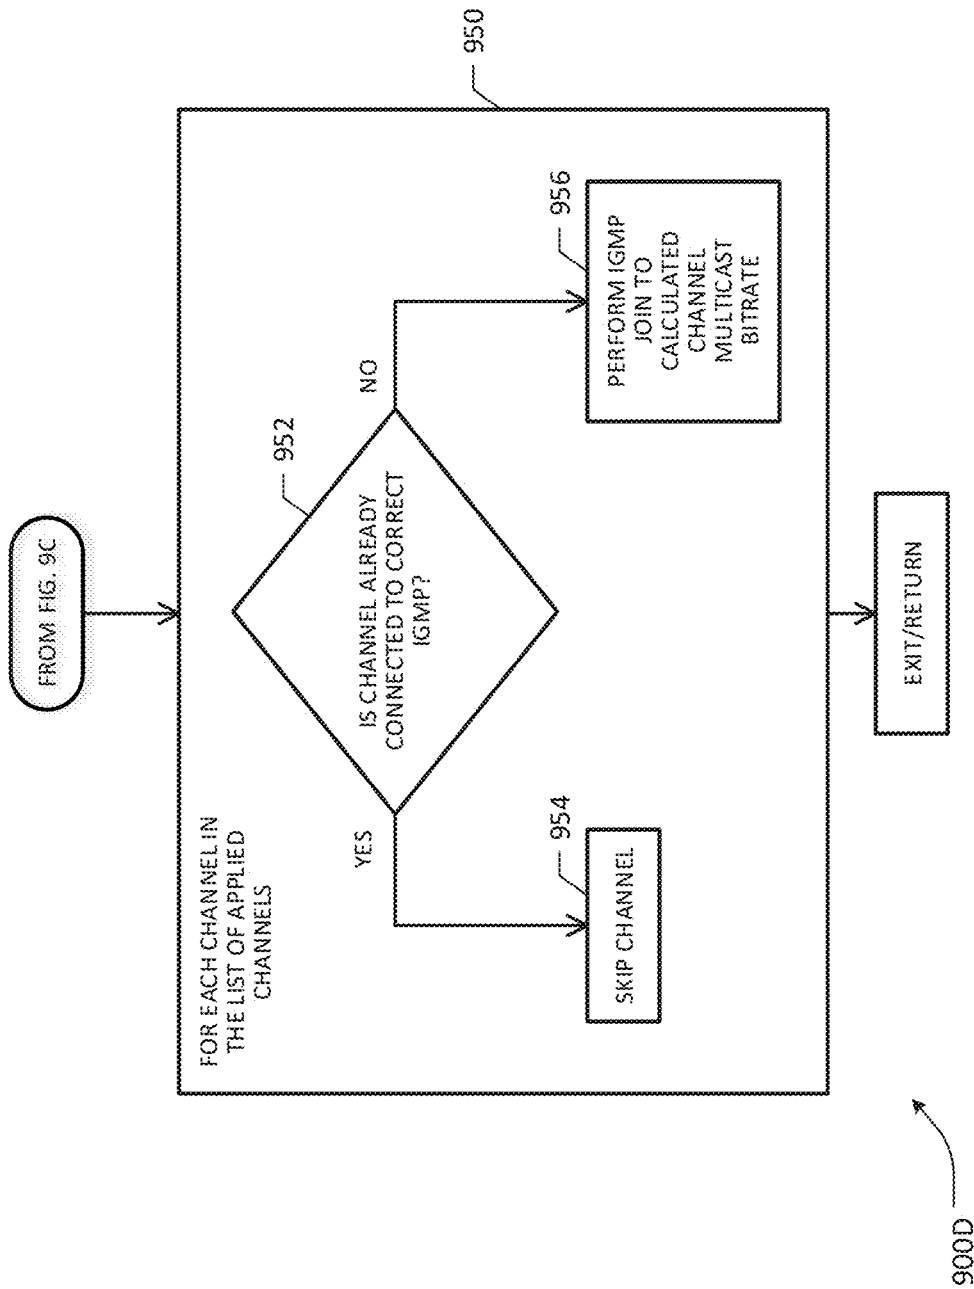 FROM FIG. 9C
950
FOR EACH CHANNEL IN
THE LIST OF APPLIED
CHANNELS
952
IS CHANNEL ALREADY
CONNECTED TO CORRECT
IGMP?
YES
NO
954
SKIP CHANNEL
956
PERFORM IGMP
JOIN TO
CALCULATED
CHANNEL
MULTICAST
BITRATE
EXIT/RETURN
900D